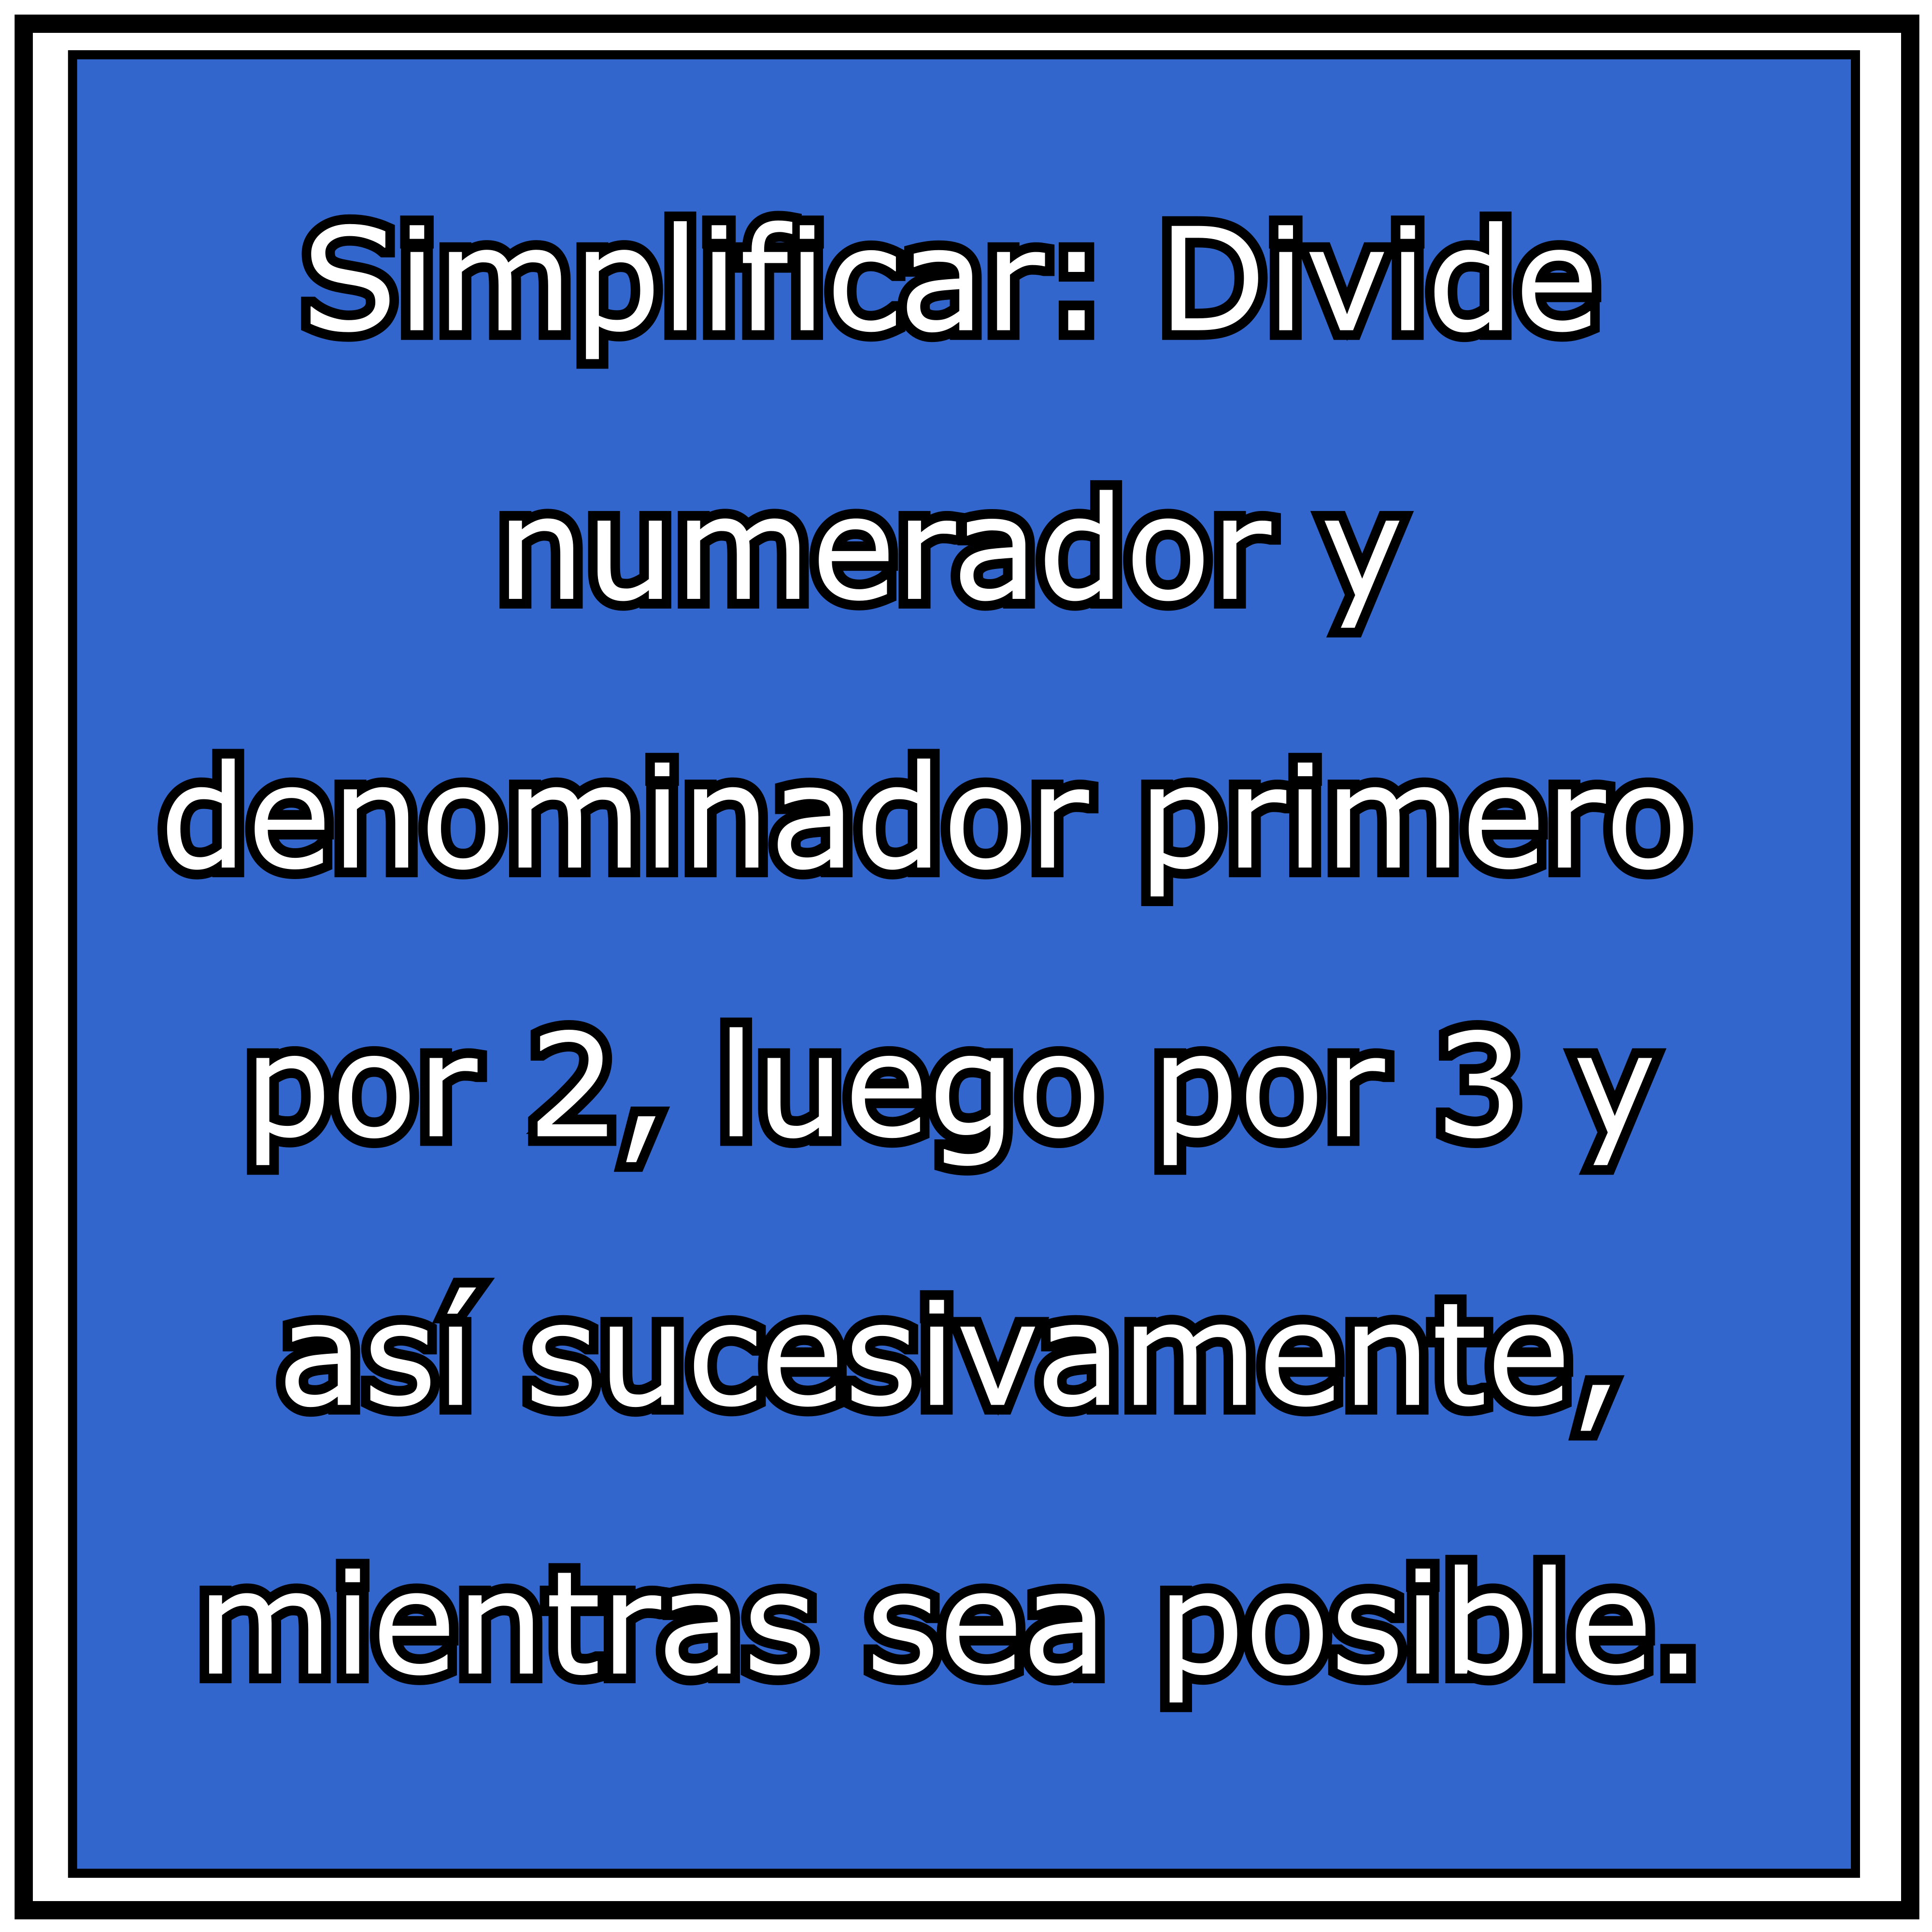 Simplificar: Divide
numerador y
denominador primero
por 2, luego por 3 y
así sucesivamente,
mientras sea posible.